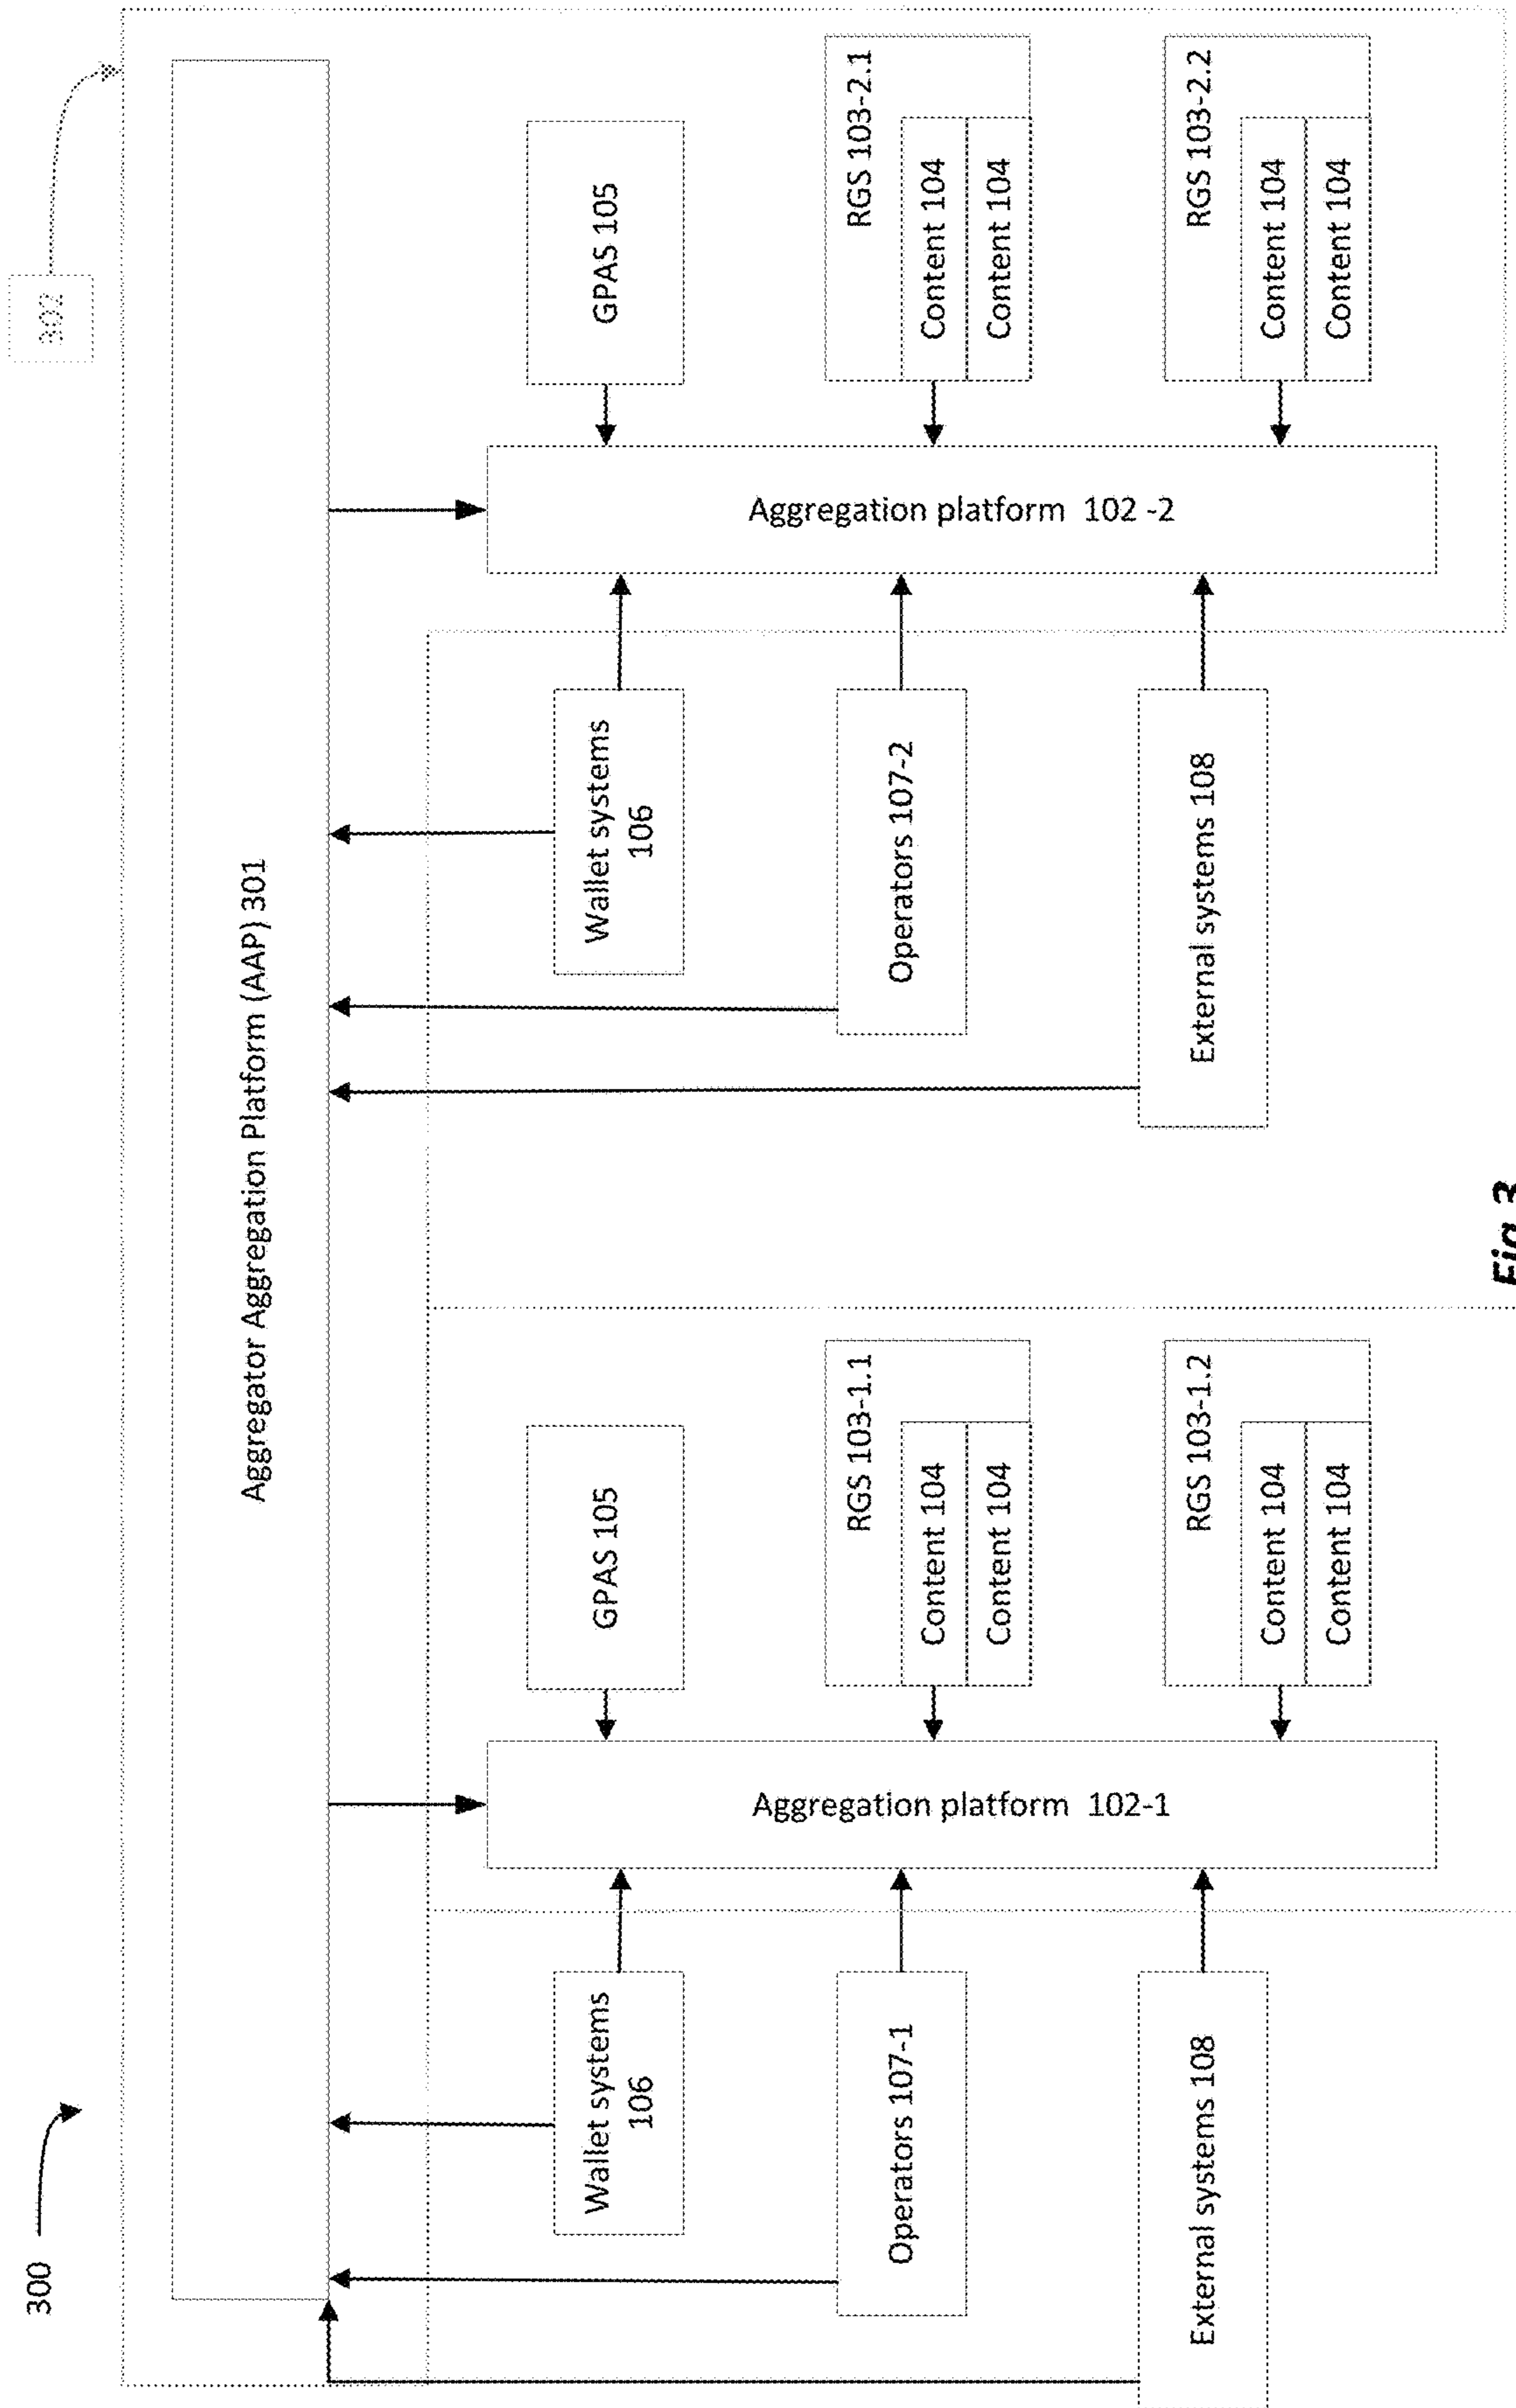 300
302
Aggregator Aggregation Platform (AAP) 301
Wallet systems
106
GPAS 105
Wallet systems
106
GPAS 105
Operators 107-1
Aggregation platform 102-1
RGS 103-1.1
Content 104
Content 104
Operators 107-2
Aggregation platform 102 -2
RGS 103-2.1
Content 104
Content 104
External systems 108
RGS 103-1.2
Content 104
Content 104
External systems 108
RGS 103-2.2
Content 104
Content 104
Fig 3